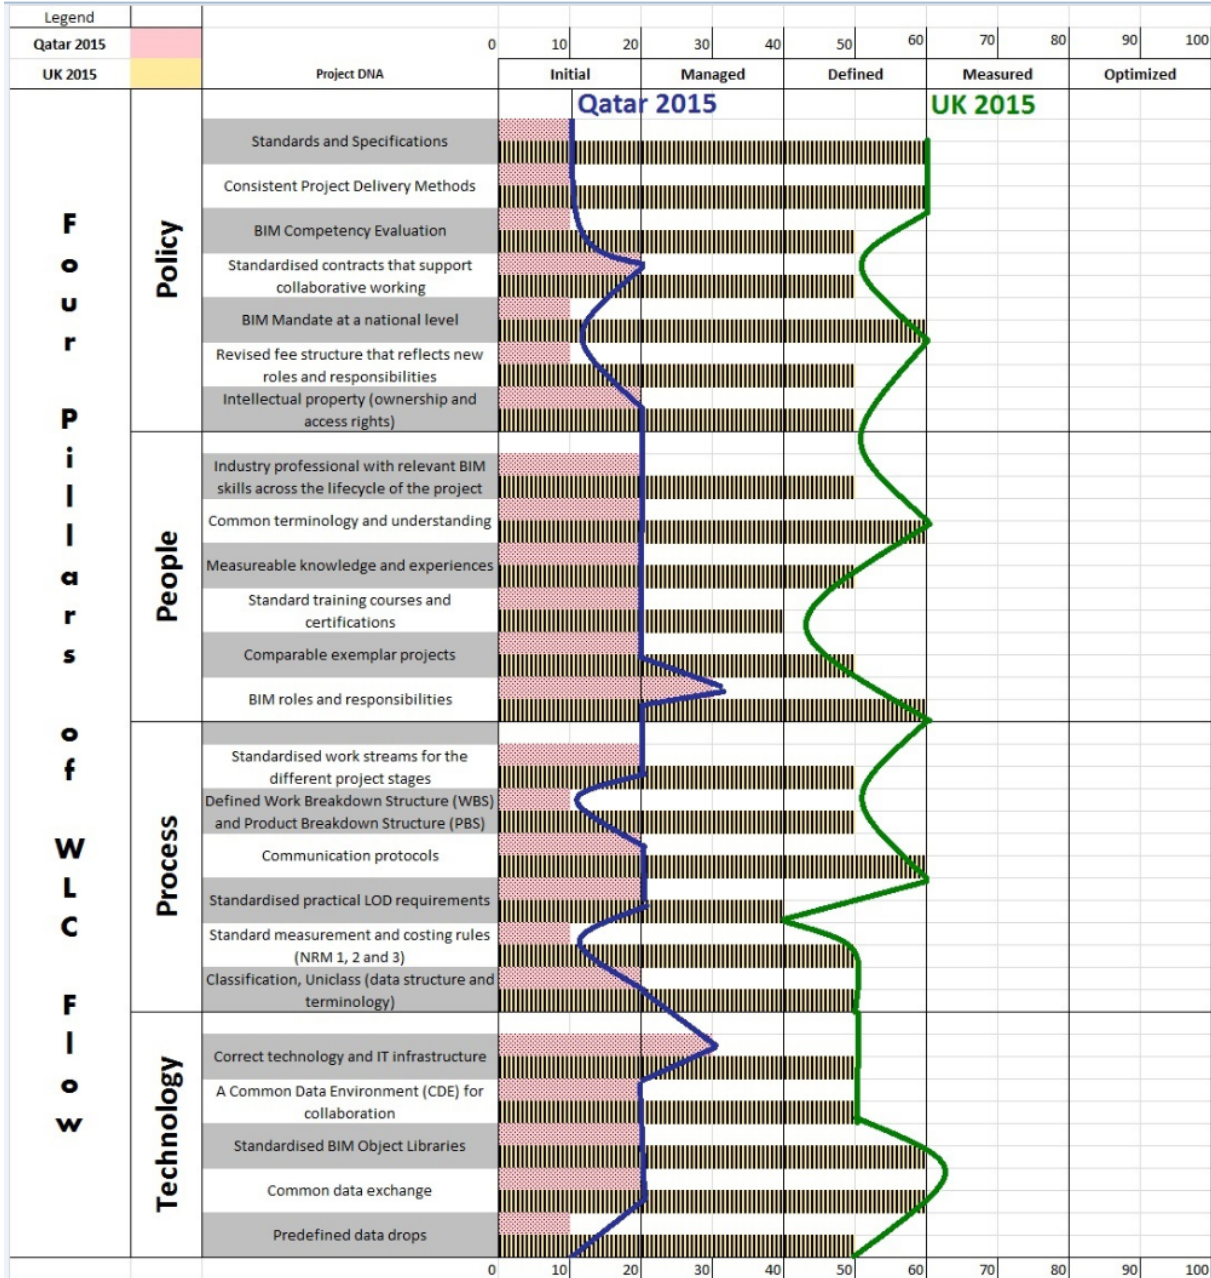 Legend
Qatar 2015
0 10 20 30 40 50 60 70 80 90 100
UK 2015
Project DNA
Initial Managed Defined Measured Optimized
Qatar 2015
UK 2015
Four Pillars of WLC Flow
Policy
Standards and Specifications
Consistent Project Delivery Methods
BIM Competency Evaluation
Standardised contracts that support
collaborative working
BIM Mandate at a national level
Revised fee structure that reflects new
roles and responsibilities
Intellectual property (ownership and
access rights)
People
Industry professional with relevant BIM
skills across the lifecycle of the project
Common terminology and understanding
Measureable knowledge and experiences
Standard training courses and
certifications
Comparable exemplar projects
BIM roles and responsibilities
Process
Standardised work streams for the
different project stages
Defined Work Breakdown Structure (WBS)
and Product Breakdown Structure (PBS)
Communication protocols
Standardised practical LOD requirements
Standard measurement and costing rules
(NRM 1, 2 and 3)
Classification, Uniclass (data structure and
terminology)
Technology
Correct technology and IT infrastructure
A Common Data Environment (CDE) for
collaboration
Standardised BIM Object Libraries
Common data exchange
Predefined data drops
0 10 20 30 40 50 60 70 80 90 100